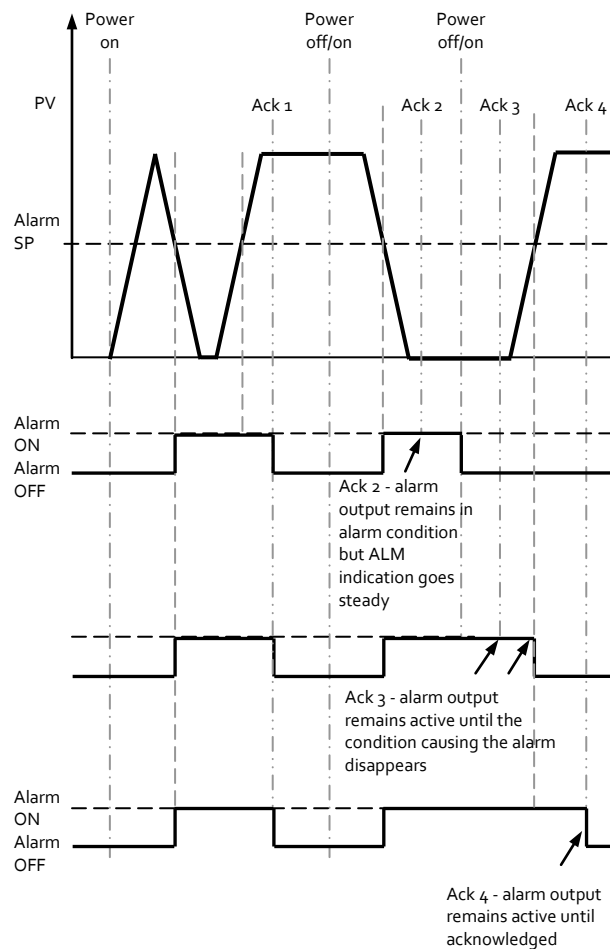 Power
on
Power
off/on
Power
off/on
PV
Ack 1
Ack 2
Ack 3
Ack 4
Alarm
SP
Alarm
ON
Alarm
OFF
Ack 2 - alarm
output remains in
alarm condition
but ALM
indication goes
steady
Ack 3 - alarm output
remains active until the
condition causing the alarm
disappears
Alarm
ON
Alarm
OFF
Ack 4 - alarm output
remains active until
acknowledged